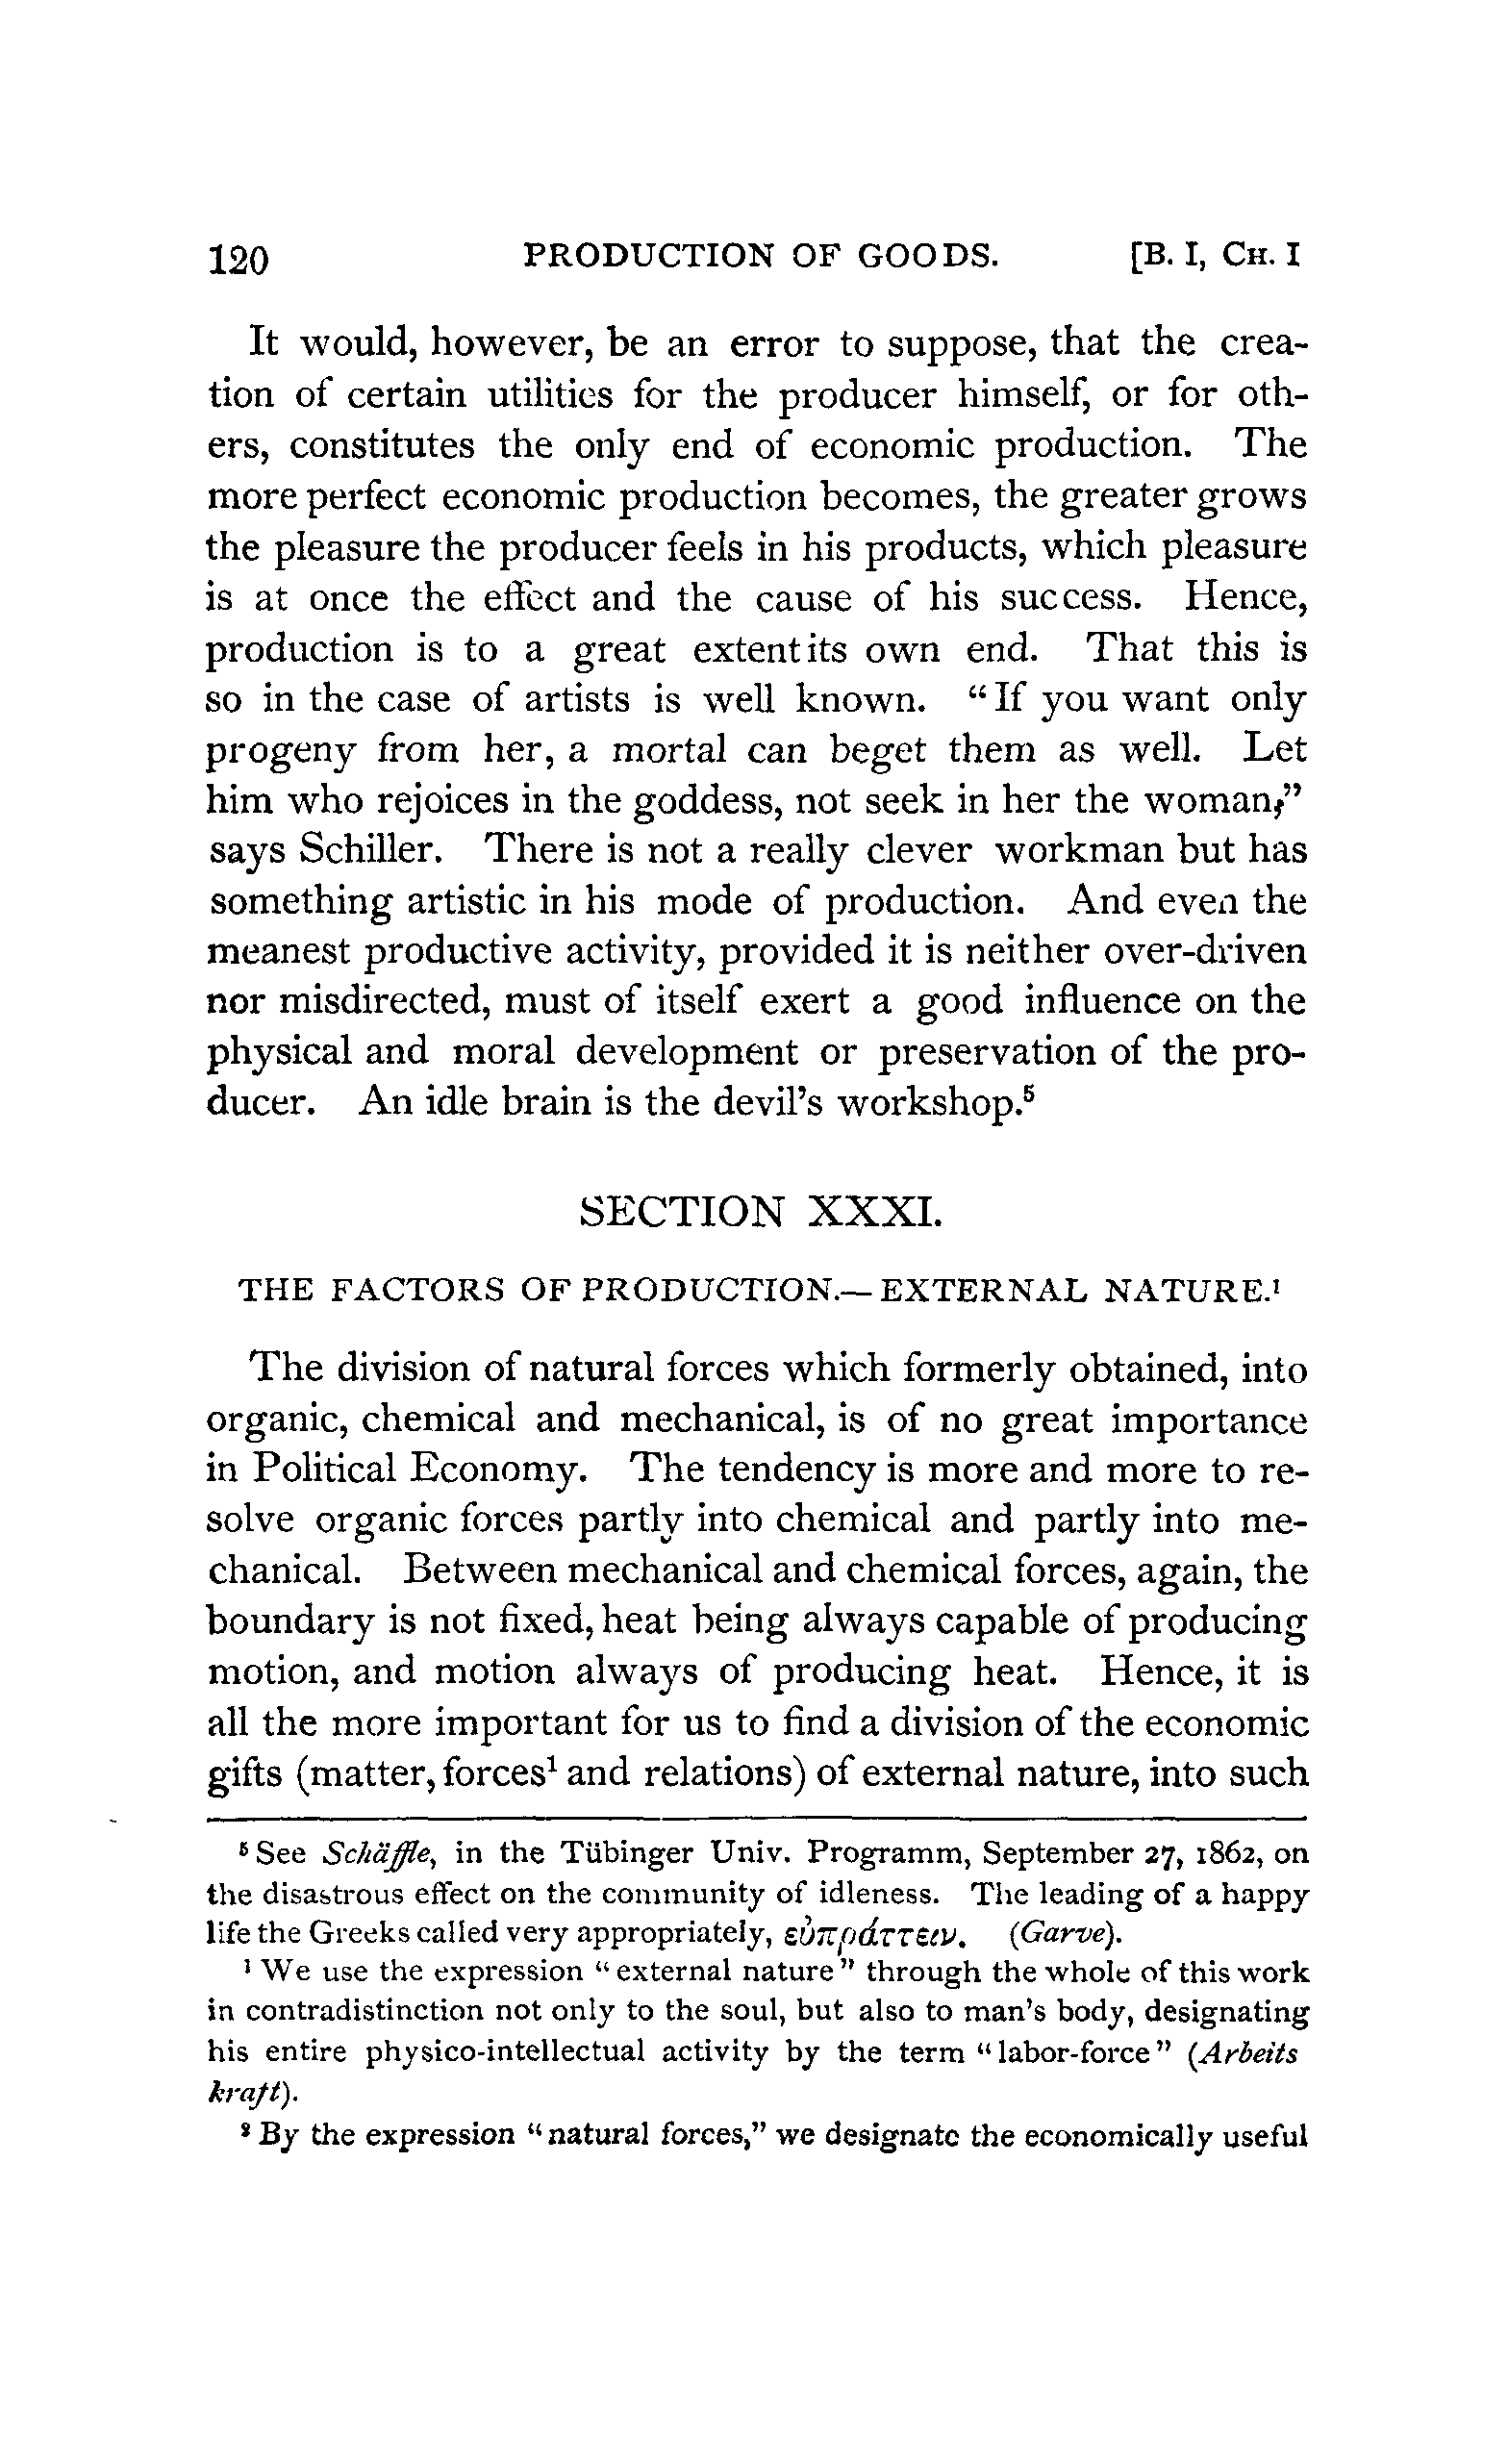 120 PRODUCTION OF GOODS. [B. I, CH. I
It would, however, be an error to suppose, that the crea-
tion of certain utilities for the producer himself, or for oth-
ers, constitutes the only end of economic production. The
more perfect economic production becomes, the greater grows
the pleasure the producer feels in his products, which pleasure
is at once the effect and the cause of his success. Hence,
production is to a great extent its own end. That this is
so in the case of artists is well known. “If you want only
progeny from her, a mortal can beget them as well. Let
him who rejoices in the goddess, not seek in her the woman,”
says Schiller. There is not a really clever workman but has
something artistic in his mode of production. And even the
meanest productive activity, provided it is neither over-driven
nor misdirected, must of itself exert a good influence on the
physical and moral development or preservation of the pro-
ducer. An idle brain is the devil’s workshop.⁵
SECTION XXXI.
THE FACTORS OF PRODUCTION.— EXTERNAL NATURE.¹
The division of natural forces which formerly obtained, into
organic, chemical and mechanical, is of no great importance
in Political Economy. The tendency is more and more to re-
solve organic forces partly into chemical and partly into me-
chanical. Between mechanical and chemical forces, again, the
boundary is not fixed, heat being always capable of producing
motion, and motion always of producing heat. Hence, it is
all the more important for us to find a division of the economic
gifts (matter, forces¹ and relations) of external nature, into such
⁵ See Schäffle, in the Tübinger Univ. Programm, September 27, 1862, on
the disastrous effect on the community of idleness. The leading of a happy
life the Greeks called very appropriately, εὐπράττειν. (Garve).
¹ We use the expression “external nature” through the whole of this work
in contradistinction not only to the soul, but also to man’s body, designating
his entire physico-intellectual activity by the term “labor-force” (Arbeits
kraft).
² By the expression “natural forces,” we designate the economically useful